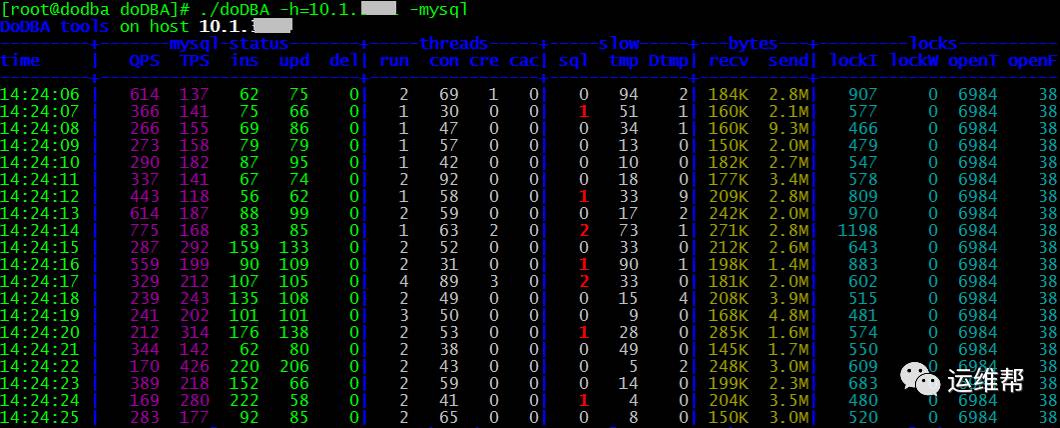 [root@dodba doDBA]# ./doDBA -h=10.1. -mysql
DoDBA tools on host 10.1.
mysql-status threads slow bytes locks
time | QPS TPS ins upd del| run con cre cac| sql tmp Dtmp| recv send| lockI lockW openT openF
14:24:06 | 614 137 62 75 0| 2 69 1 0| 0 94 2| 184K 2.8M| 907 0 6984 38
14:24:07 | 366 141 75 66 0| 1 30 0 0| 1 51 1| 160K 2.1M| 577 0 6984 38
14:24:08 | 266 155 69 86 0| 1 47 0 0| 0 34 1| 160K 9.3M| 466 0 6984 38
14:24:09 | 273 158 79 79 0| 1 57 0 0| 0 13 0| 150K 2.0M| 479 0 6984 38
14:24:10 | 290 182 87 95 0| 1 42 0 0| 0 10 0| 182K 2.7M| 547 0 6984 38
14:24:11 | 337 141 67 74 0| 2 92 0 0| 0 18 0| 177K 3.4M| 578 0 6984 38
14:24:12 | 443 118 56 62 0| 1 58 0 0| 1 33 9| 209K 2.8M| 809 0 6984 38
14:24:13 | 614 187 88 99 0| 2 59 0 0| 0 17 2| 242K 2.0M| 970 0 6984 38
14:24:14 | 775 168 83 85 0| 1 63 2 0| 2 73 1| 271K 2.8M| 1198 0 6984 38
14:24:15 | 287 292 159 133 0| 2 52 0 0| 0 33 0| 212K 2.6M| 643 0 6984 38
14:24:16 | 559 199 90 109 0| 2 31 0 0| 1 90 1| 198K 1.4M| 883 0 6984 38
14:24:17 | 329 212 107 105 0| 4 89 3 0| 2 33 0| 181K 2.0M| 602 0 6984 38
14:24:18 | 239 243 135 108 0| 2 49 0 0| 0 15 4| 208K 3.9M| 515 0 6984 38
14:24:19 | 241 202 101 101 0| 3 50 0 0| 0 9 0| 168K 4.8M| 481 0 6984 38
14:24:20 | 212 314 176 138 0| 2 53 0 0| 1 28 0| 285K 1.6M| 574 0 6984 38
14:24:21 | 344 142 62 80 0| 2 38 0 0| 0 49 0| 145K 1.7M| 550 0 6984 38
14:24:22 | 170 426 220 206 0| 2 43 0 0| 0 5 2| 248K 3.0M| 609 0 6984 38
14:24:23 | 389 218 152 66 0| 2 59 0 0| 0 14 0| 199K 2.3M| 683 0 6984 38
14:24:24 | 169 280 222 58 0| 2 41 0 0| 1 4 0| 204K 3.5M| 480 0 6984 38
14:24:25 | 283 177 92 85 0| 2 65 0 0| 0 8 0| 150K 3.0M| 520 0 6984 38
运维帮